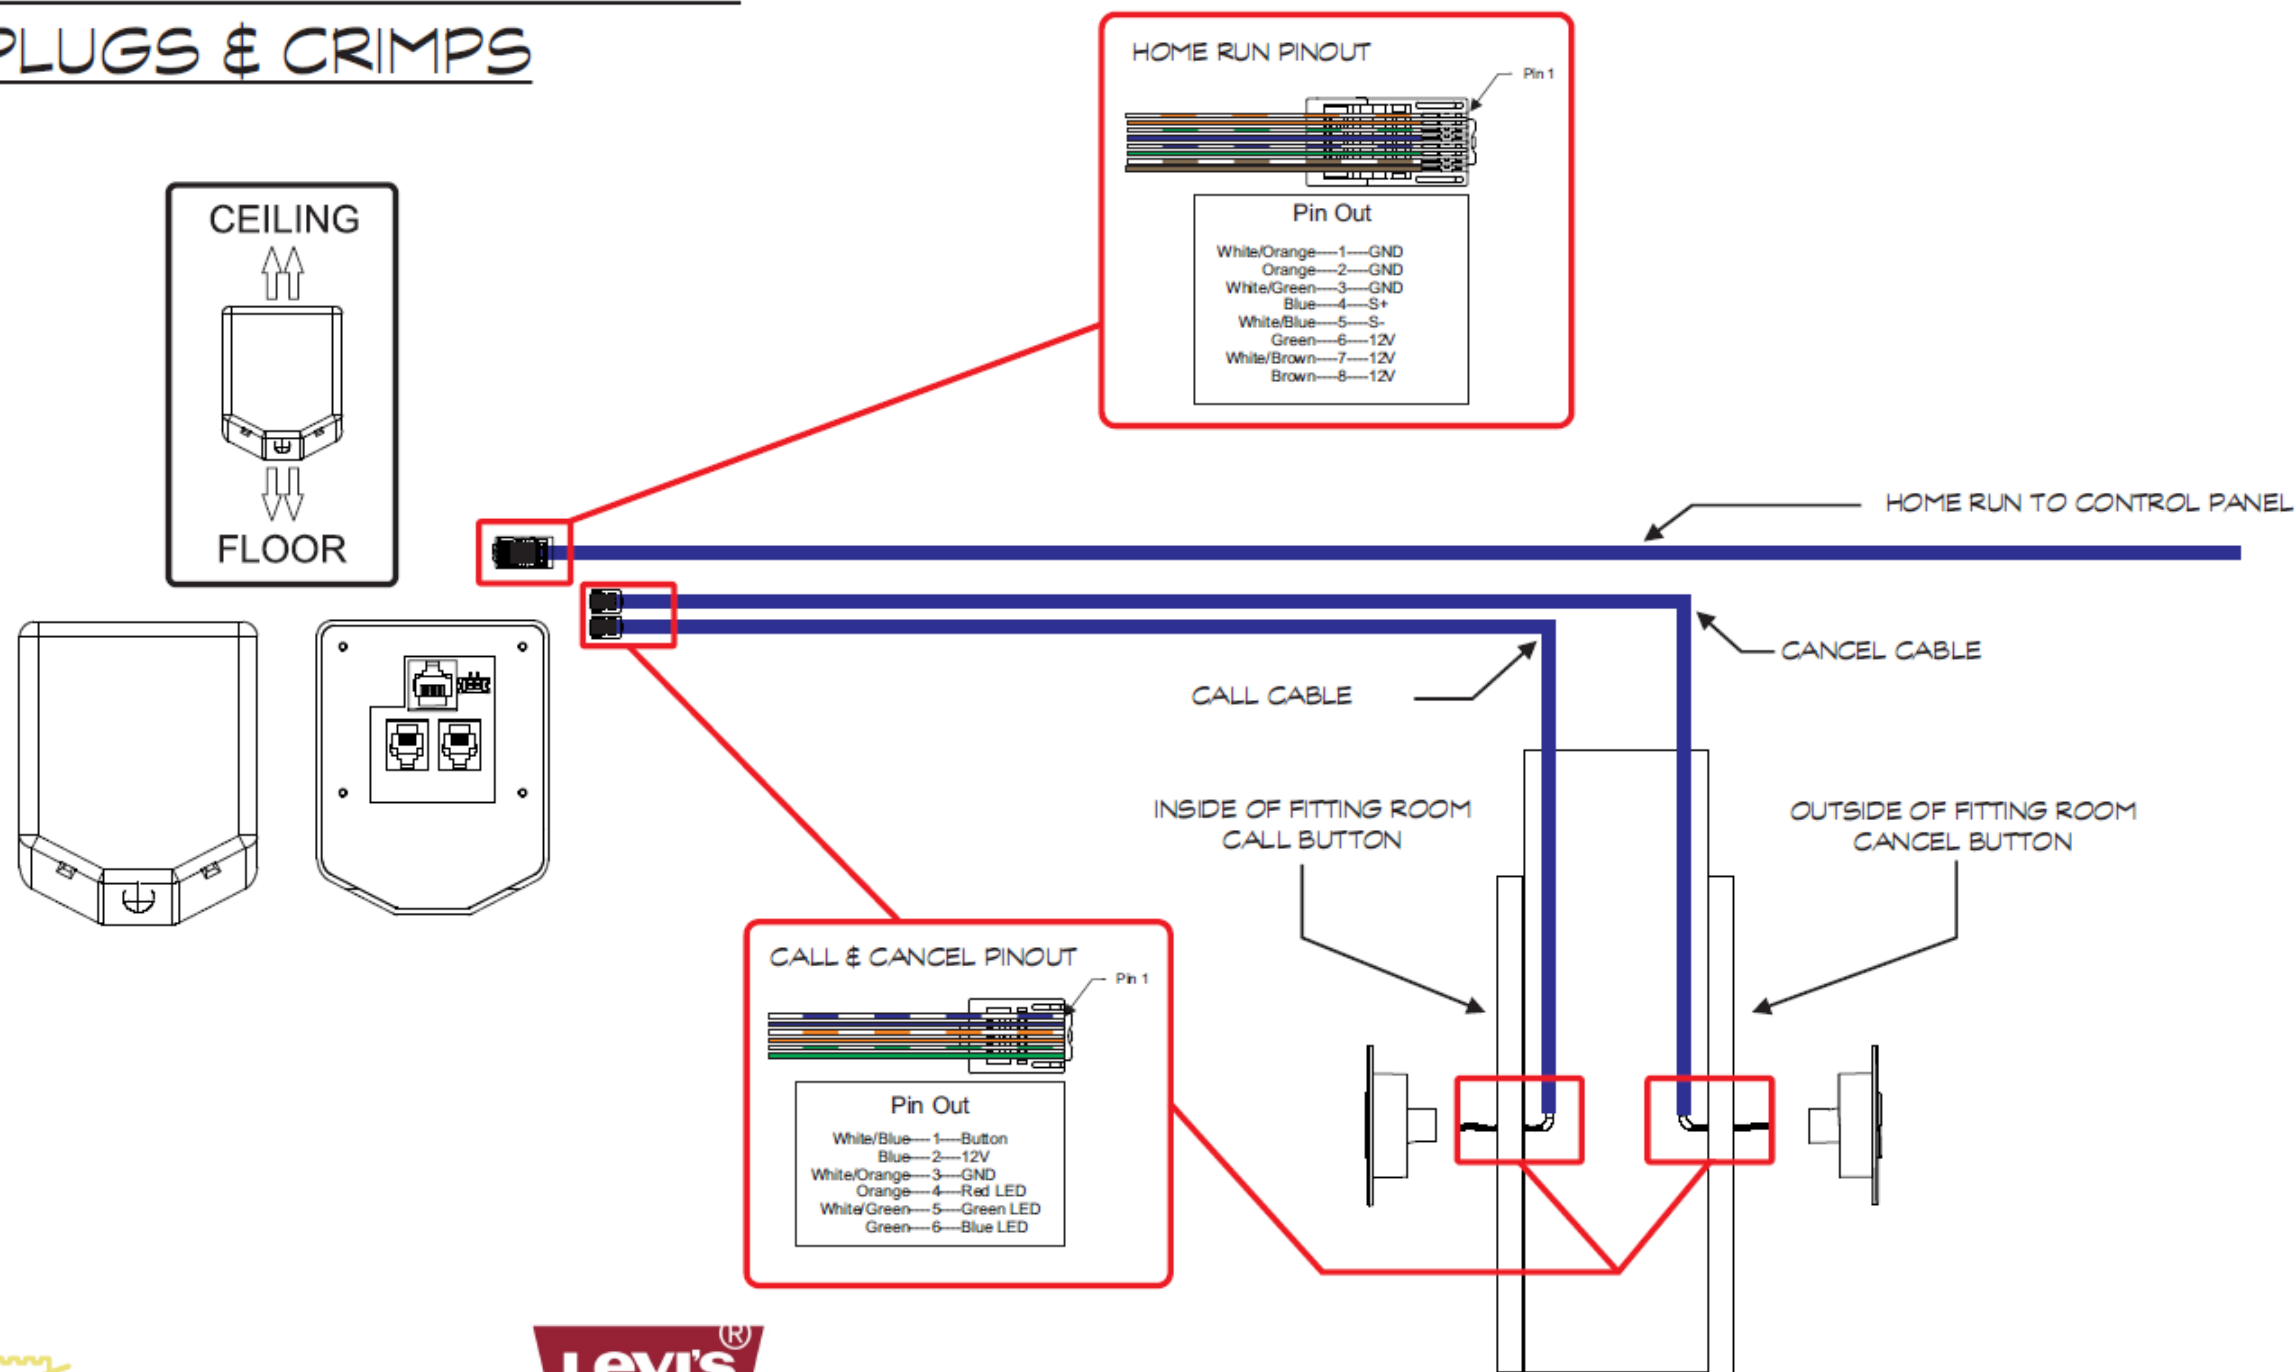 PLUGS & CRIMPS
HOME RUN PINOUT
Pin 1
Pin Out
White/Orange----1----GND
Orange----2----GND
White/Green----3----GND
Blue----4----S+
White/Blue----5----S-
Green----6----12V
White/Brown----7----12V
Brown----8----12V
CEILING
FLOOR
HOME RUN TO CONTROL PANEL
CANCEL CABLE
CALL CABLE
INSIDE OF FITTING ROOM
CALL BUTTON
OUTSIDE OF FITTING ROOM
CANCEL BUTTON
CALL & CANCEL PINOUT
Pin 1
Pin Out
White/Blue----1----Button
Blue----2----12V
White/Orange----3----GND
Orange----4----Red LED
White/Green----5----Green LED
Green----6----Blue LED
Levi's®